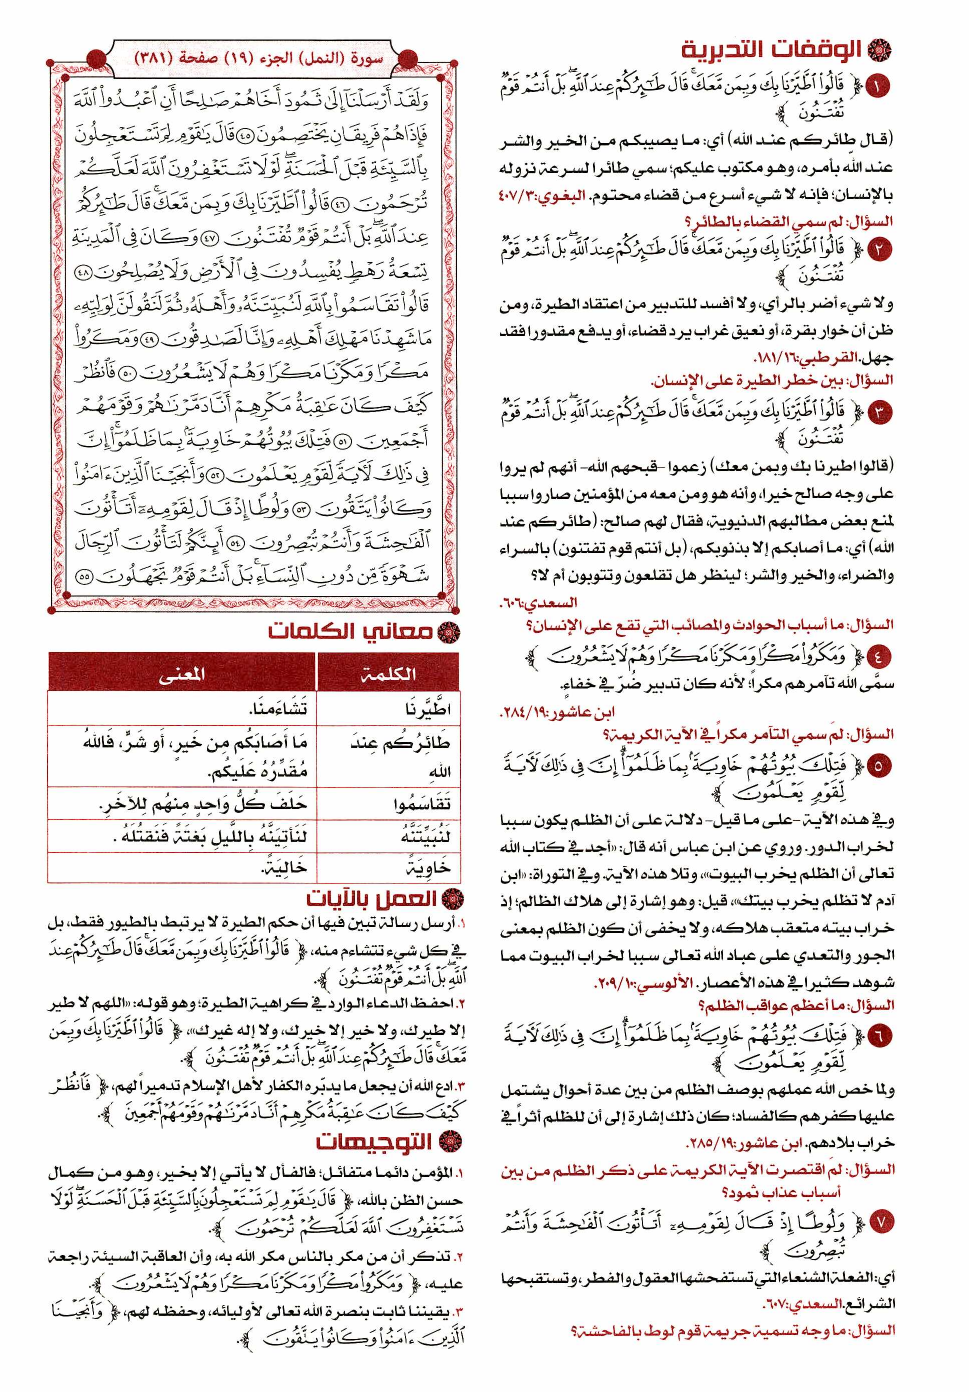 الوقفات التدبرية
١ ﴿ قَالُوا۟ ٱطَّيَّرْنَا بِكَ وَبِمَن مَّعَكَ ۚ قَالَ طَٰٓئِرُكُمْ عِندَ ٱللَّهِ ۖ بَلْ أَنتُمْ قَوْمٌ
تُفْتَنُونَ ﴾
(قال طائركم عند الله) أي: ما يصيبكم من الخير والشر
عند الله بأمره، وهو مكتوب عليكم؛ سمي طائرا لسرعة نزوله
بالإنسان؛ فإنه لا شيء أسرع من قضاء محتوم. البغوي:٤٠٧/٣
السؤال: لم سمي القضاء بالطائر؟
٢ ﴿ قَالُوا۟ ٱطَّيَّرْنَا بِكَ وَبِمَن مَّعَكَ ۚ قَالَ طَٰٓئِرُكُمْ عِندَ ٱللَّهِ ۖ بَلْ أَنتُمْ قَوْمٌ
تُفْتَنُونَ ﴾
ولا شيء أضر بالرأي، ولا أفسد للتدبير من اعتقاد الطيرة، ومن
ظن أن خوار بقرة، أو نعيق غراب يرد قضاء، أو يدفع مقدورا فقد
جهل. القرطبي:١٨١/١٦.
السؤال: بين خطر الطيرة على الإنسان.
٣ ﴿ قَالُوا۟ ٱطَّيَّرْنَا بِكَ وَبِمَن مَّعَكَ ۚ قَالَ طَٰٓئِرُكُمْ عِندَ ٱللَّهِ ۖ بَلْ أَنتُمْ قَوْمٌ
تُفْتَنُونَ ﴾
(قالوا اطيرنا بك وبمن معك) زعموا -قبحهم الله- أنهم لم يروا
على وجه صالح خيرا، وأنه هو ومن معه من المؤمنين صاروا سببا
لمنع بعض مطالبهم الدنيوية، فقال لهم صالح: (طائركم عند
الله) أي: ما أصابكم إلا بذنوبكم، (بل أنتم قوم تفتنون) بالسراء
والضراء، والخير والشر؛ لينظر هل تقلعون وتتوبون أم لا؟
السعدي:٦٠٦.
السؤال: ما أسباب الحوادث والمصائب التي تقع على الإنسان؟
٤ ﴿ وَمَكَرُوا۟ مَكْرًا وَمَكَرْنَا مَكْرًا وَهُمْ لَا يَشْعُرُونَ ﴾
سمَّى الله تآمرهم مكراً؛ لأنه كان تدبير ضُرّ في خفاءٍ.
ابن عاشور:٢٨٤/١٩.
السؤال: لم سمي التآمر مكراً في الآية الكريمة؟
٥ ﴿ فَتِلْكَ بُيُوتُهُمْ خَاوِيَةًۢ بِمَا ظَلَمُوٓا۟ ۗ إِنَّ فِى ذَٰلِكَ لَءَايَةً
لِّقَوْمٍ يَعْلَمُونَ ﴾
وفي هذه الآية -على ما قيل- دلالة على أن الظلم يكون سببا
لخراب الدور. وروي عن ابن عباس أنه قال: «أجد في كتاب الله
تعالى أن الظلم يخرب البيوت»، وتلا هذه الآية. وفي التوراة: «ابن
آدم لا تظلم يخرب بيتك»، قيل: وهو إشارة إلى هلاك الظالم؛ إذ
خراب بيته متعقب هلاكه، ولا يخفى أن كون الظلم بمعنى
الجور والتعدي على عباد الله تعالى سببا لخراب البيوت مما
شوهد كثيرا في هذه الأعصار. الألوسي:٢٠٩/١٠.
السؤال: ما أعظم عواقب الظلم؟
٦ ﴿ فَتِلْكَ بُيُوتُهُمْ خَاوِيَةًۢ بِمَا ظَلَمُوٓا۟ ۗ إِنَّ فِى ذَٰلِكَ لَءَايَةً
لِّقَوْمٍ يَعْلَمُونَ ﴾
ولما خص الله عملهم بوصف الظلم من بين عدة أحوال يشتمل
عليها كفرهم كالفساد؛ كان ذلك إشارة إلى أن للظلم أثراً في
خراب بلادهم. ابن عاشور:٢٨٥/١٩.
السؤال: لم اقتصرت الآية الكريمة على ذكر الظلم من بين
أسباب عذاب ثمود؟
٧ ﴿ وَلُوطًا إِذْ قَالَ لِقَوْمِهِۦٓ أَتَأْتُونَ ٱلْفَٰحِشَةَ وَأَنتُمْ
تُبْصِرُونَ ﴾
أي: الفعلة الشنعاء التي تستفحشها العقول والفطر، وتستقبحها
الشرائع. السعدي:٦٠٧.
السؤال: ما وجه تسمية جريمة قوم لوط بالفاحشة؟
سورة (النمل) الجزء (١٩) صفحة (٣٨١)
وَلَقَدْ أَرْسَلْنَآ إِلَىٰ ثَمُودَ أَخَاهُمْ صَٰلِحًا أَنِ ٱعْبُدُوا۟ ٱللَّهَ
فَإِذَا هُمْ فَرِيقَانِ يَخْتَصِمُونَ ٤٥ قَالَ يَٰقَوْمِ لِمَ تَسْتَعْجِلُونَ
بِٱلسَّيِّئَةِ قَبْلَ ٱلْحَسَنَةِ ۖ لَوْلَا تَسْتَغْفِرُونَ ٱللَّهَ لَعَلَّكُمْ
تُرْحَمُونَ ٤٦ قَالُوا۟ ٱطَّيَّرْنَا بِكَ وَبِمَن مَّعَكَ ۚ قَالَ طَٰٓئِرُكُمْ
عِندَ ٱللَّهِ ۖ بَلْ أَنتُمْ قَوْمٌ تُفْتَنُونَ ٤٧ وَكَانَ فِى ٱلْمَدِينَةِ
تِسْعَةُ رَهْطٍ يُفْسِدُونَ فِى ٱلْأَرْضِ وَلَا يُصْلِحُونَ ٤٨
قَالُوا۟ تَقَاسَمُوا۟ بِٱللَّهِ لَنُبَيِّتَنَّهُۥ وَأَهْلَهُۥ ثُمَّ لَنَقُولَنَّ لِوَلِيِّهِۦ
مَا شَهِدْنَا مَهْلِكَ أَهْلِهِۦ وَإِنَّا لَصَٰدِقُونَ ٤٩ وَمَكَرُوا۟
مَكْرًا وَمَكَرْنَا مَكْرًا وَهُمْ لَا يَشْعُرُونَ ٥٠ فَٱنظُرْ
كَيْفَ كَانَ عَٰقِبَةُ مَكْرِهِمْ أَنَّا دَمَّرْنَٰهُمْ وَقَوْمَهُمْ
أَجْمَعِينَ ٥١ فَتِلْكَ بُيُوتُهُمْ خَاوِيَةًۢ بِمَا ظَلَمُوٓا۟ ۗ إِنَّ
فِى ذَٰلِكَ لَءَايَةً لِّقَوْمٍ يَعْلَمُونَ ٥٢ وَأَنجَيْنَا ٱلَّذِينَ ءَامَنُوا۟
وَكَانُوا۟ يَتَّقُونَ ٥٣ وَلُوطًا إِذْ قَالَ لِقَوْمِهِۦٓ أَتَأْتُونَ
ٱلْفَٰحِشَةَ وَأَنتُمْ تُبْصِرُونَ ٥٤ أَئِنَّكُمْ لَتَأْتُونَ ٱلرِّجَالَ
شَهْوَةً مِّن دُونِ ٱلنِّسَآءِ ۚ بَلْ أَنتُمْ قَوْمٌ تَجْهَلُونَ ٥٥
معاني الكلمات
الكلمة المعنى
اطَّيَّرنَا تَشَاءَمنَا.
طَائِرُكُم عِندَ اللهِ مَا أَصَابَكُم مِن خَيرٍ، أَو شَرٍّ، فَاللهُ
مُقَدِّرُهُ عَلَيكُم.
تَقَاسَمُوا حَلَفَ كُلُّ وَاحِدٍ مِنهُم لِلآخَرِ.
لَنُبَيِّتَنَّهُ لَنَأتِيَنَّهُ بِاللَّيلِ بَغتَةً فَنَقتُلَهُ.
خَاوِيَةً خَالِيَةً.
العمل بالآيات
١. أرسل رسالة تبين فيها أن حكم الطيرة لا يرتبط بالطيور فقط، بل
في كل شيء تتشاءم منه، ﴿ قَالُوا۟ ٱطَّيَّرْنَا بِكَ وَبِمَن مَّعَكَ ۚ قَالَ طَٰٓئِرُكُمْ عِندَ
ٱللَّهِ ۖ بَلْ أَنتُمْ قَوْمٌ تُفْتَنُونَ ﴾.
٢. احفظ الدعاء الوارد في كراهية الطيرة؛ وهو قوله: «اللهم لا طير
إلا طيرك، ولا خير إلا خيرك، ولا إله غيرك»، ﴿ قَالُوا۟ ٱطَّيَّرْنَا بِكَ وَبِمَن
مَّعَكَ ۚ قَالَ طَٰٓئِرُكُمْ عِندَ ٱللَّهِ ۖ بَلْ أَنتُمْ قَوْمٌ تُفْتَنُونَ ﴾.
٣. ادع الله أن يجعل ما يدبّره الكفار لأهل الإسلام تدميراً لهم، ﴿ فَٱنظُرْ
كَيْفَ كَانَ عَٰقِبَةُ مَكْرِهِمْ أَنَّا دَمَّرْنَٰهُمْ وَقَوْمَهُمْ أَجْمَعِينَ ﴾.
التوجيهات
١. المؤمن دائما متفائل؛ فالفأل لا يأتي إلا بخير، وهو من كمال
حسن الظن بالله، ﴿ قَالَ يَٰقَوْمِ لِمَ تَسْتَعْجِلُونَ بِٱلسَّيِّئَةِ قَبْلَ ٱلْحَسَنَةِ ۖ لَوْلَا
تَسْتَغْفِرُونَ ٱللَّهَ لَعَلَّكُمْ تُرْحَمُونَ ﴾.
٢. تذكر أن من مكر بالناس مكر الله به، وأن العاقبة السيئة راجعة
عليه، ﴿ وَمَكَرُوا۟ مَكْرًا وَمَكَرْنَا مَكْرًا وَهُمْ لَا يَشْعُرُونَ ﴾.
٣. يقيننا ثابت بنصرة الله تعالى لأوليائه، وحفظه لهم، ﴿ وَأَنجَيْنَا
ٱلَّذِينَ ءَامَنُوا۟ وَكَانُوا۟ يَتَّقُونَ ﴾.